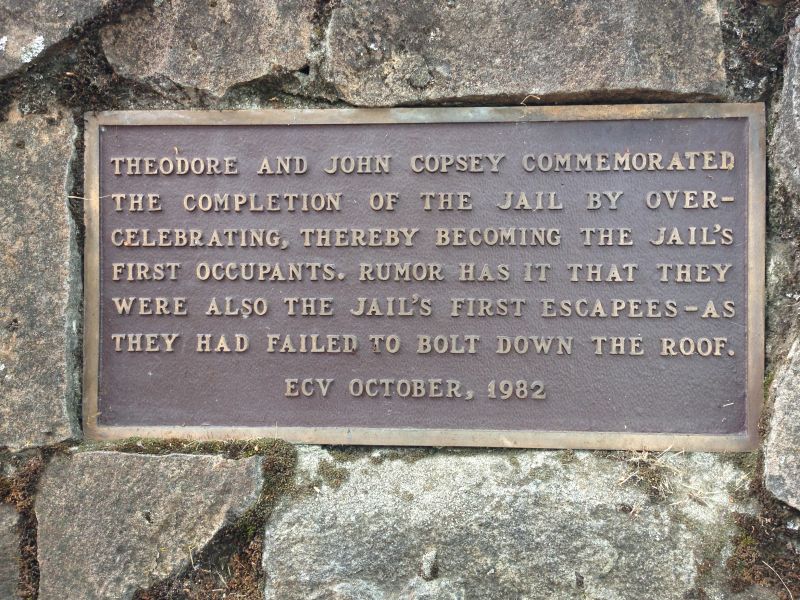 THEODORE AND JOHN COPSEY COMMEMORATED
THE COMPLETION OF THE JAIL BY OVER-
CELEBRATING, THEREBY BECOMING THE JAIL'S
FIRST OCCUPANTS. RUMOR HAS IT THAT THEY
WERE ALSO THE JAIL'S FIRST ESCAPEES-AS
THEY HAD FAILED TO BOLT DOWN THE ROOF.
ECV OCTOBER, 1982